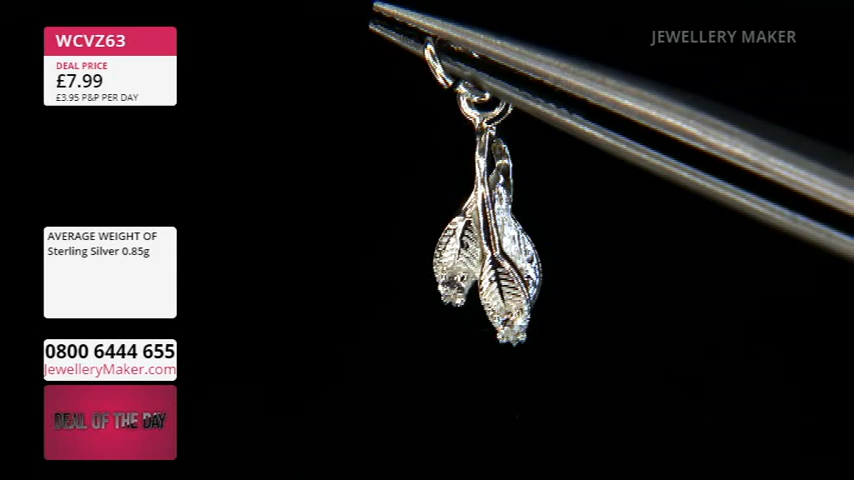 WCVZ63
DEAL PRICE
£7.99
£3.95 P&P PER DAY
JEWELLERY MAKER
AVERAGE WEIGHT OF
Sterling Silver 0.85g
0800 6444 655
JewelleryMaker.com
DEAL OF THE DAY